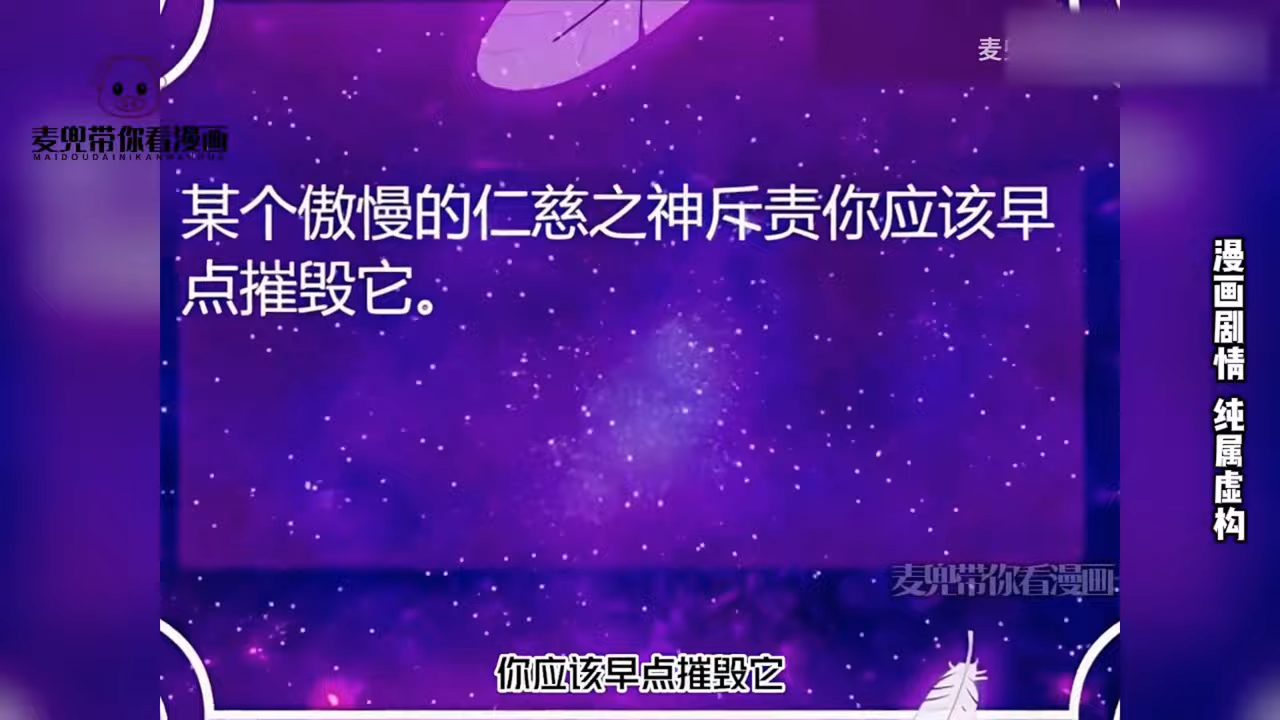 麦
麦兜带你看漫画
MAIDOUDAINIKANMANHUA
某个傲慢的仁慈之神斥责你应该早
点摧毁它。
漫画剧情 纯属虚构
麦兜带你看漫画
你应该早点摧毁它